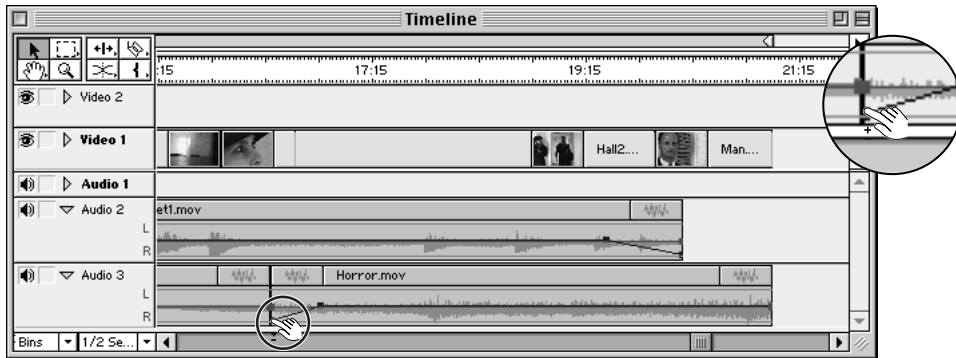 Timeline
:15 17:15 19:15 21:15
Video 2
Video 1
Hall2.... Man....
Audio 1
Audio 2
et1.mov
L
R
Audio 3
Horror.mov
L
R
Bins 1/2 Se...